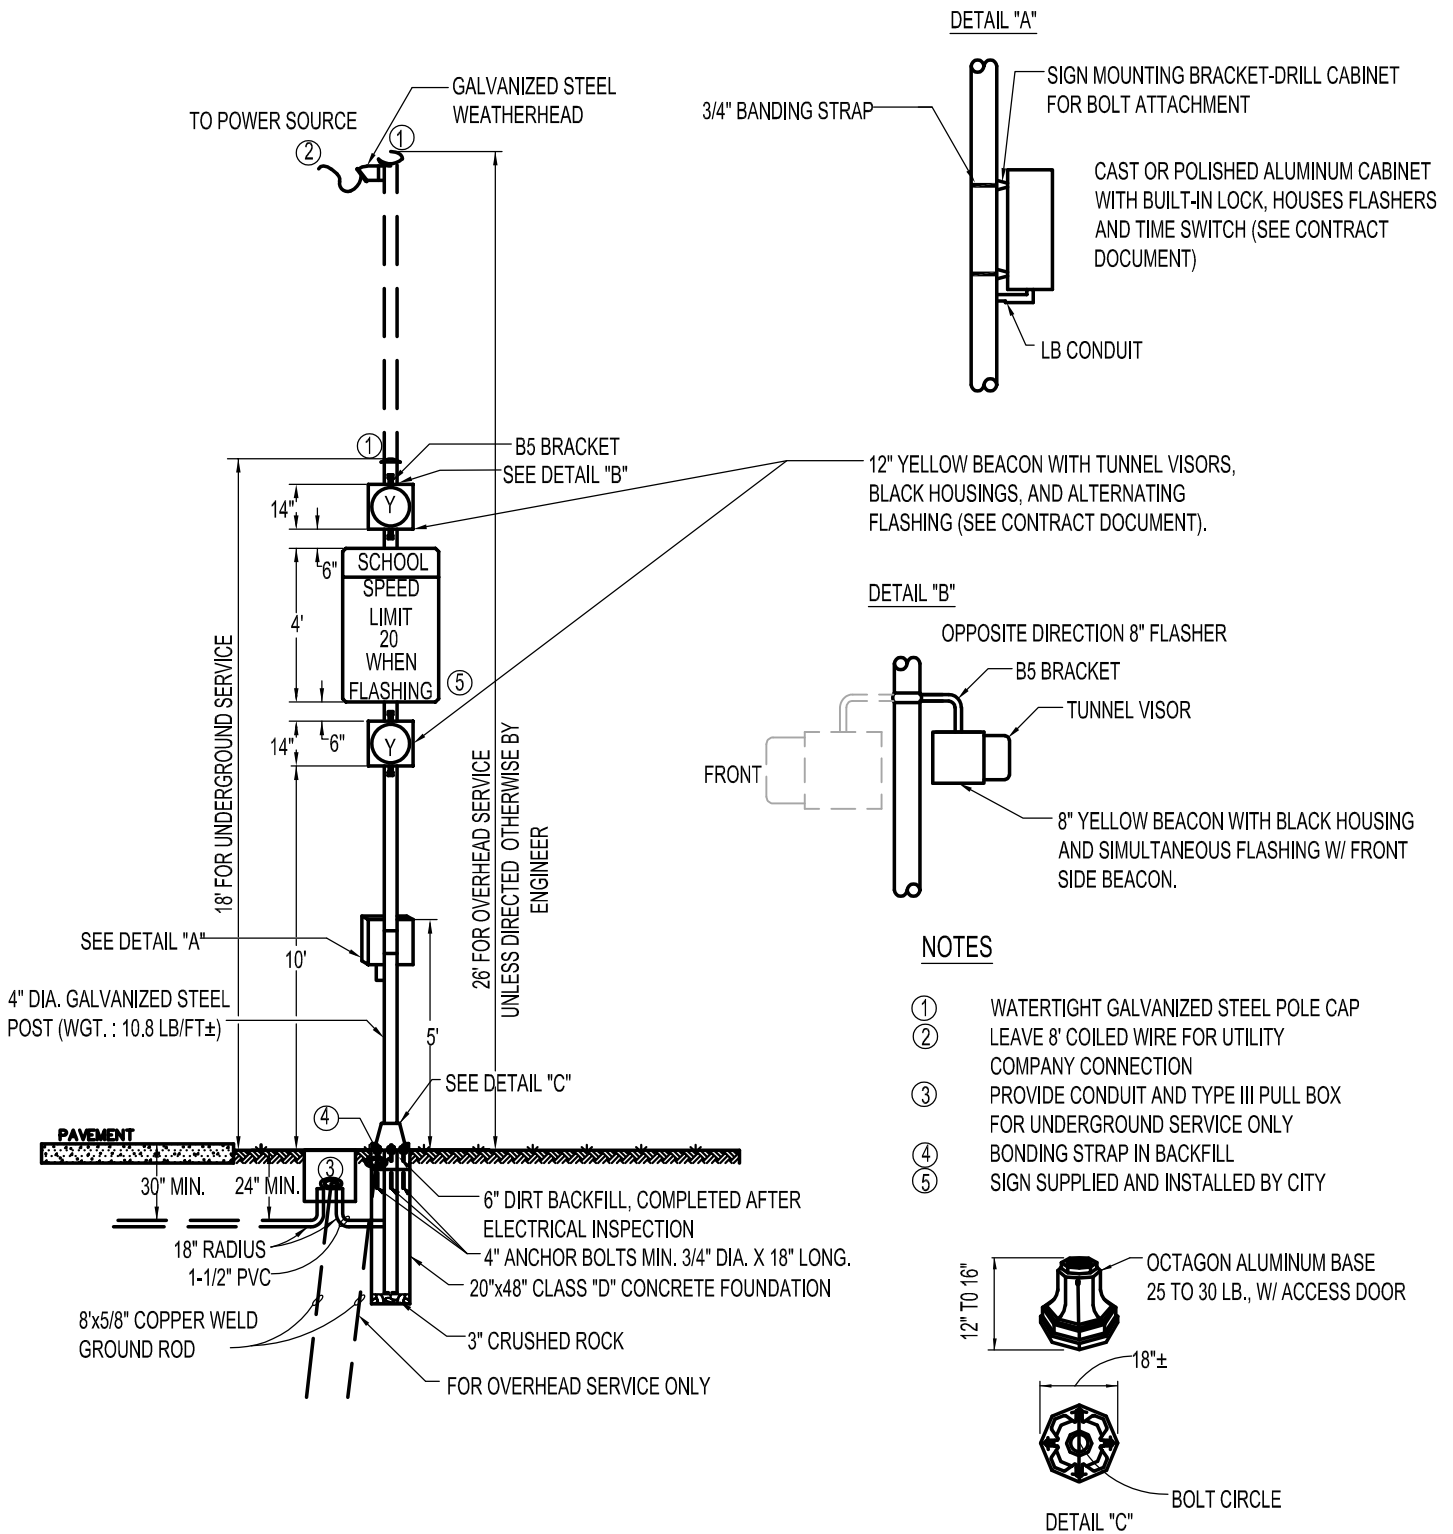 DETAIL "A"
GALVANIZED STEEL
WEATHERHEAD
TO POWER SOURCE
1
2
3/4" BANDING STRAP
SIGN MOUNTING BRACKET-DRILL CABINET
FOR BOLT ATTACHMENT
CAST OR POLISHED ALUMINUM CABINET
WITH BUILT-IN LOCK, HOUSES FLASHERS
AND TIME SWITCH (SEE CONTRACT
DOCUMENT)
LB CONDUIT
1
B5 BRACKET
SEE DETAIL "B"
14"
Y
6"
SCHOOL
SPEED
LIMIT
20
WHEN
FLASHING
4'
5
14"
Y
6"
12" YELLOW BEACON WITH TUNNEL VISORS,
BLACK HOUSINGS, AND ALTERNATING
FLASHING (SEE CONTRACT DOCUMENT).
DETAIL "B"
OPPOSITE DIRECTION 8" FLASHER
B5 BRACKET
TUNNEL VISOR
FRONT
8" YELLOW BEACON WITH BLACK HOUSING
AND SIMULTANEOUS FLASHING W/ FRONT
SIDE BEACON.
18' FOR UNDERGROUND SERVICE
26' FOR OVERHEAD SERVICE
UNLESS DIRECTED OTHERWISE BY
ENGINEER
SEE DETAIL "A"
10'
4" DIA. GALVANIZED STEEL
POST (WGT. : 10.8 LB/FT±)
5'
SEE DETAIL "C"
4
PAVEMENT
3
30" MIN.
24" MIN.
18" RADIUS
1-1/2" PVC
8'x5/8" COPPER WELD
GROUND ROD
6" DIRT BACKFILL, COMPLETED AFTER
ELECTRICAL INSPECTION
4" ANCHOR BOLTS MIN. 3/4" DIA. X 18" LONG.
20"x48" CLASS "D" CONCRETE FOUNDATION
3" CRUSHED ROCK
FOR OVERHEAD SERVICE ONLY
NOTES
1 WATERTIGHT GALVANIZED STEEL POLE CAP
2 LEAVE 8' COILED WIRE FOR UTILITY
COMPANY CONNECTION
3 PROVIDE CONDUIT AND TYPE III PULL BOX
FOR UNDERGROUND SERVICE ONLY
4 BONDING STRAP IN BACKFILL
5 SIGN SUPPLIED AND INSTALLED BY CITY
12" TO 16"
OCTAGON ALUMINUM BASE
25 TO 30 LB., W/ ACCESS DOOR
18"±
BOLT CIRCLE
DETAIL "C"